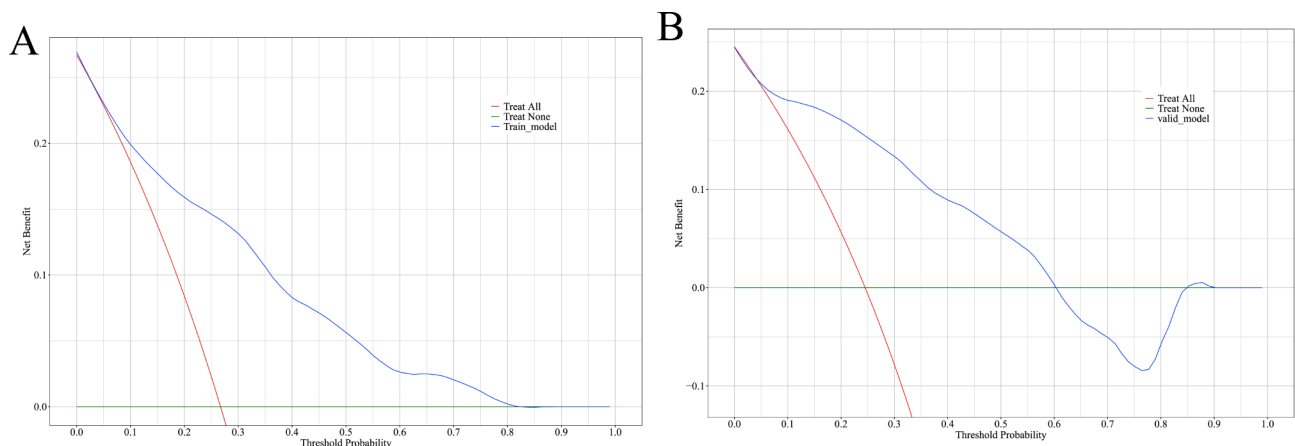 A
Net Benefit
0.2
0.1
0.0
Treat All
Treat None
Train_model
0.0 0.1 0.2 0.3 0.4 0.5 0.6 0.7 0.8 0.9 1.0
Threshold Probability
B
Net Benefit
0.2
0.1
0.0
−0.1
Treat All
Treat None
valid_model
0.0 0.1 0.2 0.3 0.4 0.5 0.6 0.7 0.8 0.9 1.0
Threshold Probability